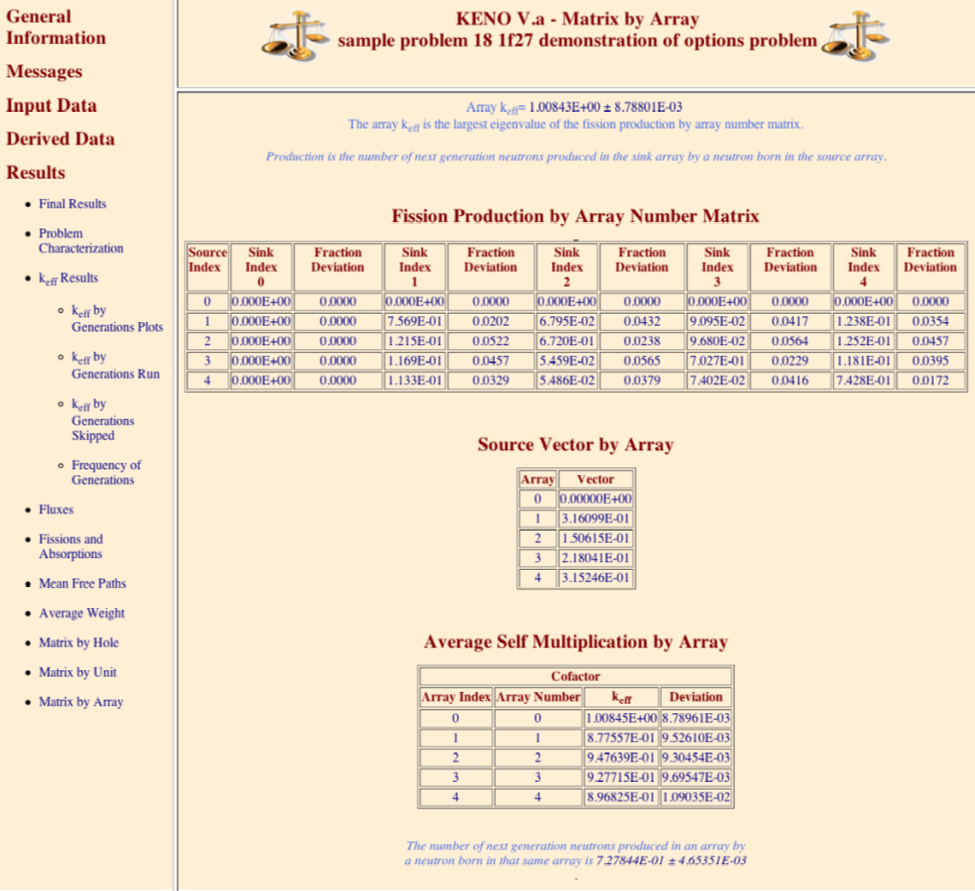 General
Information
Messages
Input Data
Derived Data
Results
• Final Results
• Problem
Characterization
• keff Results
○ keff by
Generations Plots
○ keff by
Generations Run
○ keff by
Generations
Skipped
○ Frequency of
Generations
• Fluxes
• Fissions and
Absorptions
• Mean Free Paths
• Average Weight
• Matrix by Hole
• Matrix by Unit
• Matrix by Array
KENO V.a - Matrix by Array
sample problem 18 1f27 demonstration of options problem
Array keff= 1.00843E+00 ± 8.78801E-03
The array keff is the largest eigenvalue of the fission production by array number matrix.
Production is the number of next generation neutrons produced in the sink array by a neutron born in the source array.
Fission Production by Array Number Matrix
Source Index Sink Index 0 Fraction Deviation Sink Index 1 Fraction Deviation Sink Index 2 Fraction Deviation Sink Index 3 Fraction Deviation Sink Index 4 Fraction Deviation
0 0.000E+00 0.0000 0.000E+00 0.0000 0.000E+00 0.0000 0.000E+00 0.0000 0.000E+00 0.0000
1 0.000E+00 0.0000 7.569E-01 0.0202 6.795E-02 0.0432 9.095E-02 0.0417 1.238E-01 0.0354
2 0.000E+00 0.0000 1.215E-01 0.0522 6.720E-01 0.0238 9.680E-02 0.0564 1.252E-01 0.0457
3 0.000E+00 0.0000 1.169E-01 0.0457 5.459E-02 0.0565 7.027E-01 0.0229 1.181E-01 0.0395
4 0.000E+00 0.0000 1.133E-01 0.0329 5.486E-02 0.0379 7.402E-02 0.0416 7.428E-01 0.0172
Source Vector by Array
Array Vector
0 0.00000E+00
1 3.16099E-01
2 1.50615E-01
3 2.18041E-01
4 3.15246E-01
Average Self Multiplication by Array
Cofactor
Array Index Array Number keff Deviation
0 0 1.00845E+00 8.78961E-03
1 1 8.77557E-01 9.52610E-03
2 2 9.47639E-01 9.30454E-03
3 3 9.27715E-01 9.69547E-03
4 4 8.96825E-01 1.09035E-02
The number of next generation neutrons produced in an array by
a neutron born in that same array is 7.27844E-01 ± 4.65351E-03